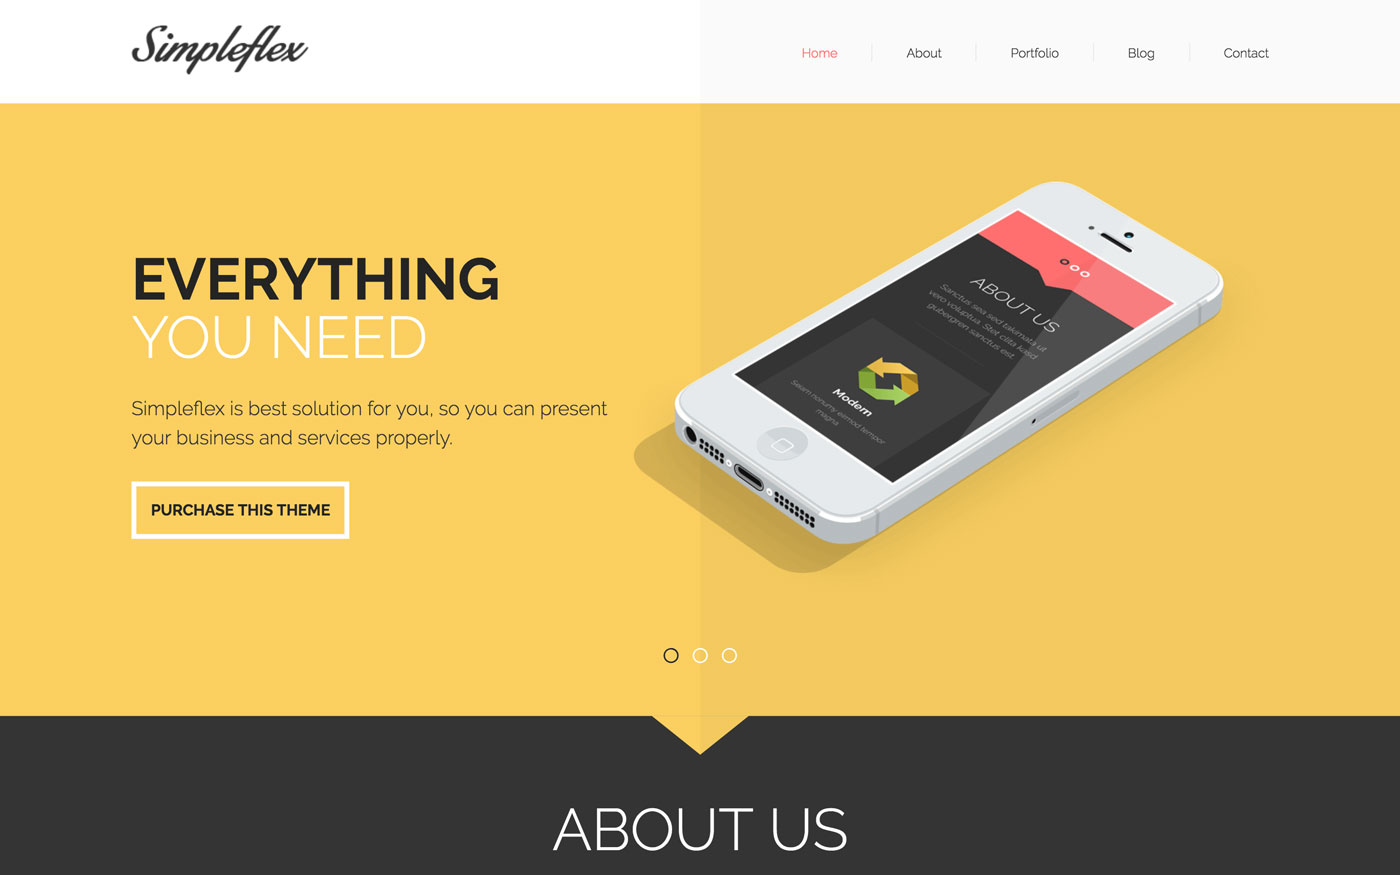 Simpleflex
Home
About
Portfolio
Blog
Contact
EVERYTHING
YOU NEED
Simpleflex is best solution for you, so you can present
your business and services properly.
PURCHASE THIS THEME
ABOUT US
Sanctus sea sed takimata ut
vero voluptua. Stet clita kasd
gubergren sanctus est
Modern
Saium nonumy eirmod tempor
magna
ABOUT US